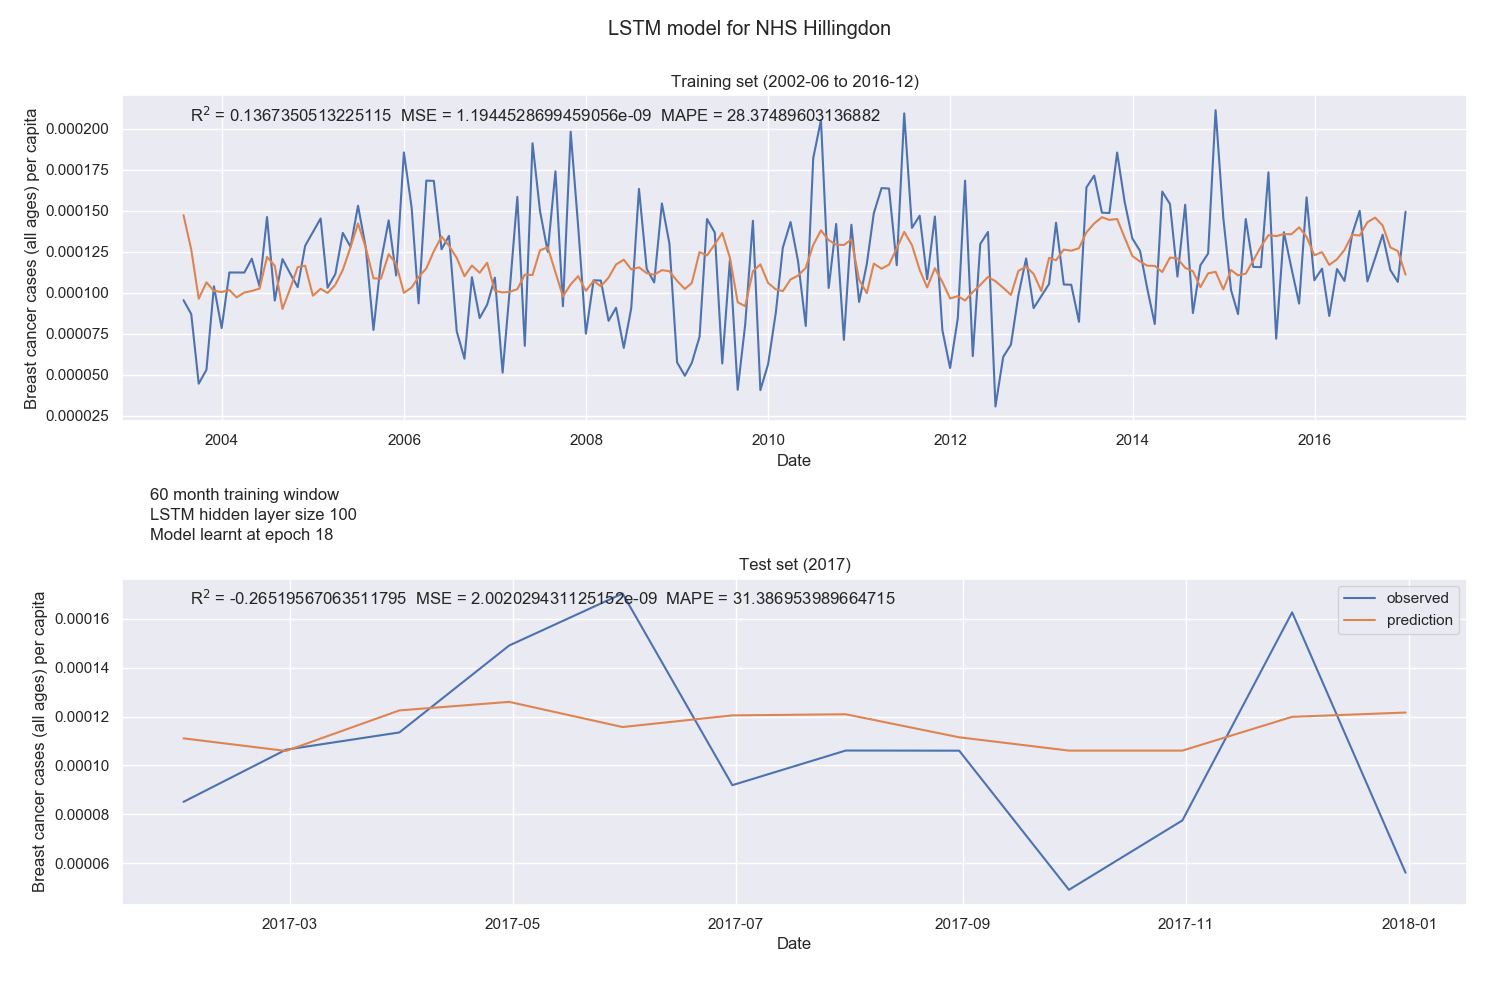 LSTM model for NHS Hillingdon
Training set (2002-06 to 2016-12)
R² = 0.1367350513225115 MSE = 1.1944528699459056e-09 MAPE = 28.37489603136882
Breast cancer cases (all ages) per capita
0.000200
0.000175
0.000150
0.000125
0.000100
0.000075
0.000050
0.000025
2004 2006 2008 2010 2012 2014 2016
Date
60 month training window
LSTM hidden layer size 100
Model learnt at epoch 18
Test set (2017)
R² = -0.26519567063511795 MSE = 2.0020294311251152e-09 MAPE = 31.386953989664715
observed
prediction
Breast cancer cases (all ages) per capita
0.00016
0.00014
0.00012
0.00010
0.00008
0.00006
2017-03 2017-05 2017-07 2017-09 2017-11 2018-01
Date